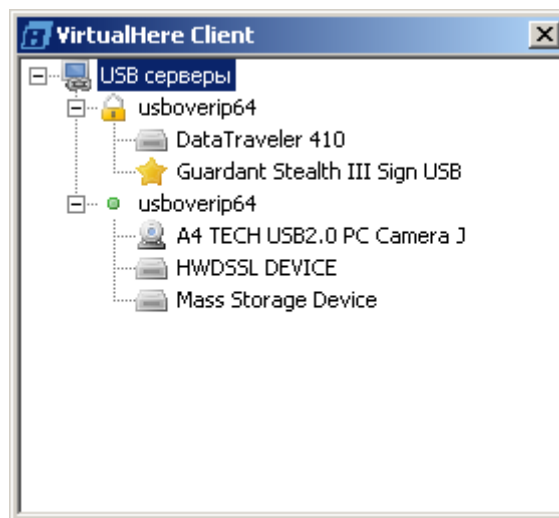 VirtualHere Client
USB серверы
usboverip64
DataTraveler 410
Guardant Stealth III Sign USB
usboverip64
A4 TECH USB2.0 PC Camera J
HWDSSL DEVICE
Mass Storage Device